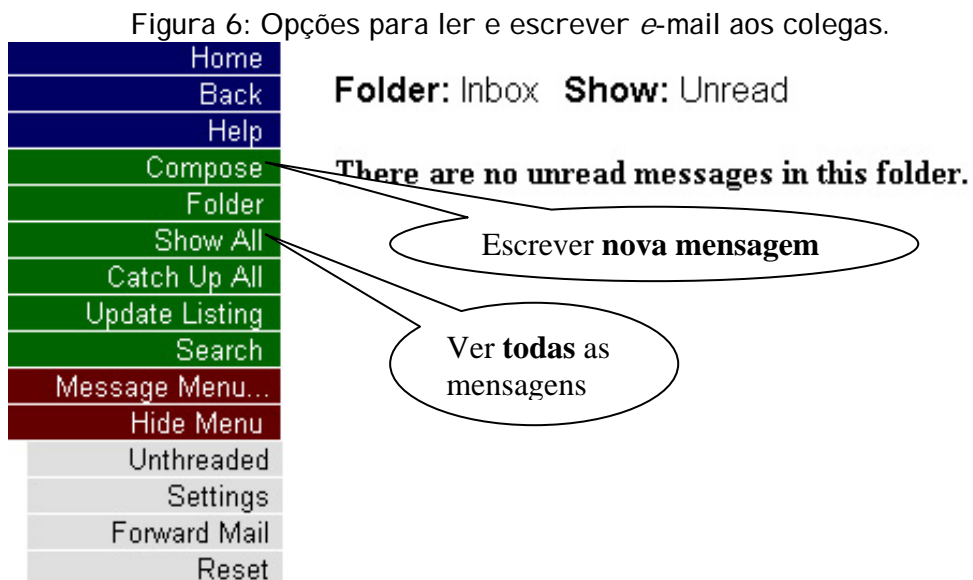 Figura 6: Opções para ler e escrever e-mail aos colegas.
Home
Back
Help
Compose
Folder
Show All
Catch Up All
Update Listing
Search
Message Menu...
Hide Menu
Unthreaded
Settings
Forward Mail
Reset
Folder: Inbox Show: Unread
There are no unread messages in this folder.
Escrever nova mensagem
Ver todas as
mensagens